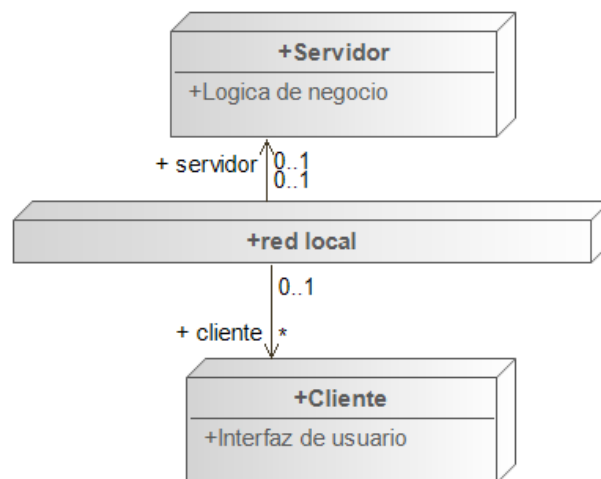 +Servidor
+Logica de negocio
+ servidor 0..1
0..1
+red local
0..1
+ cliente *
+Cliente
+Interfaz de usuario